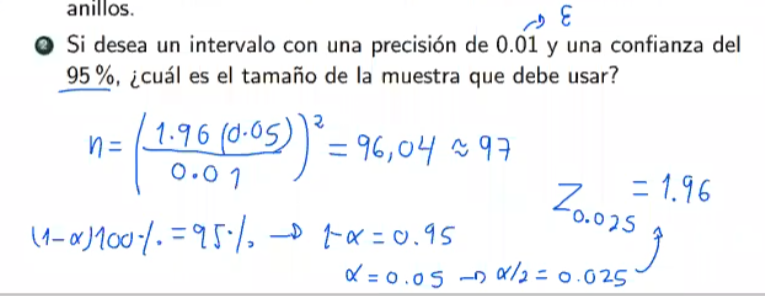 anillos.
→ ε
2 Si desea un intervalo con una precisión de 0.01 y una confianza del
95 %, ¿cuál es el tamaño de la muestra que debe usar?
n = (1.96 (0.05) / 0.01)² = 96,04 ≈ 97
Z0.025 = 1.96
(1-α)100·/. = 95·/. → 1-α = 0.95
α = 0.05 → α/2 = 0.025